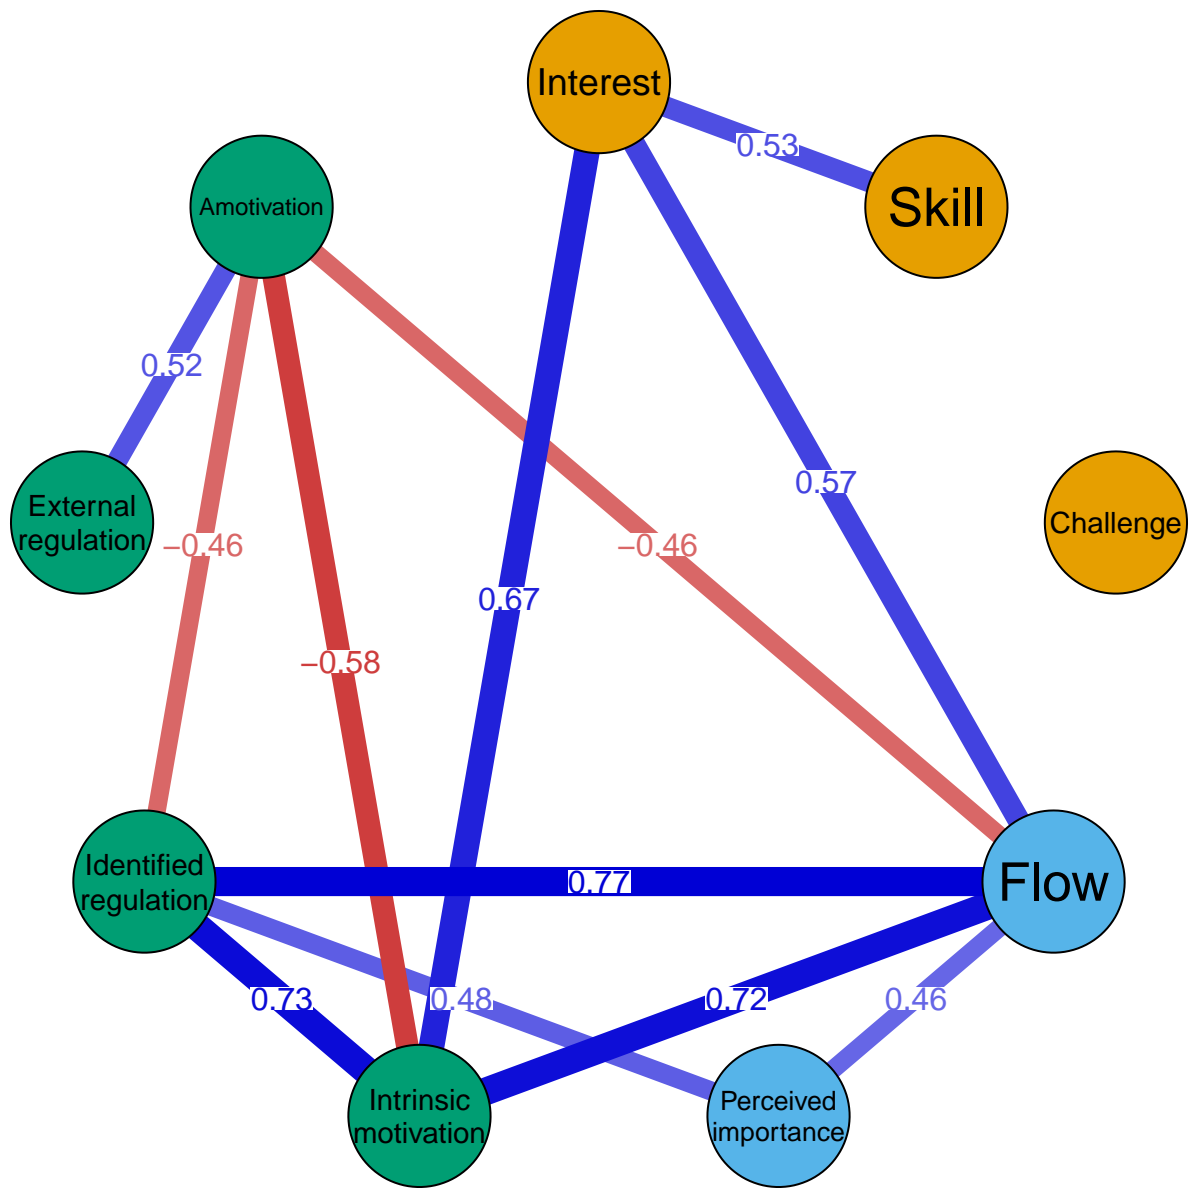 Interest
0.53
Skill
Amotivation
0.52
0.57
External
regulation
Challenge
−0.46
−0.46
0.67
−0.58
Identified
regulation
0.77
Flow
0.73
0.48
0.72
0.46
Intrinsic
motivation
Perceived
importance